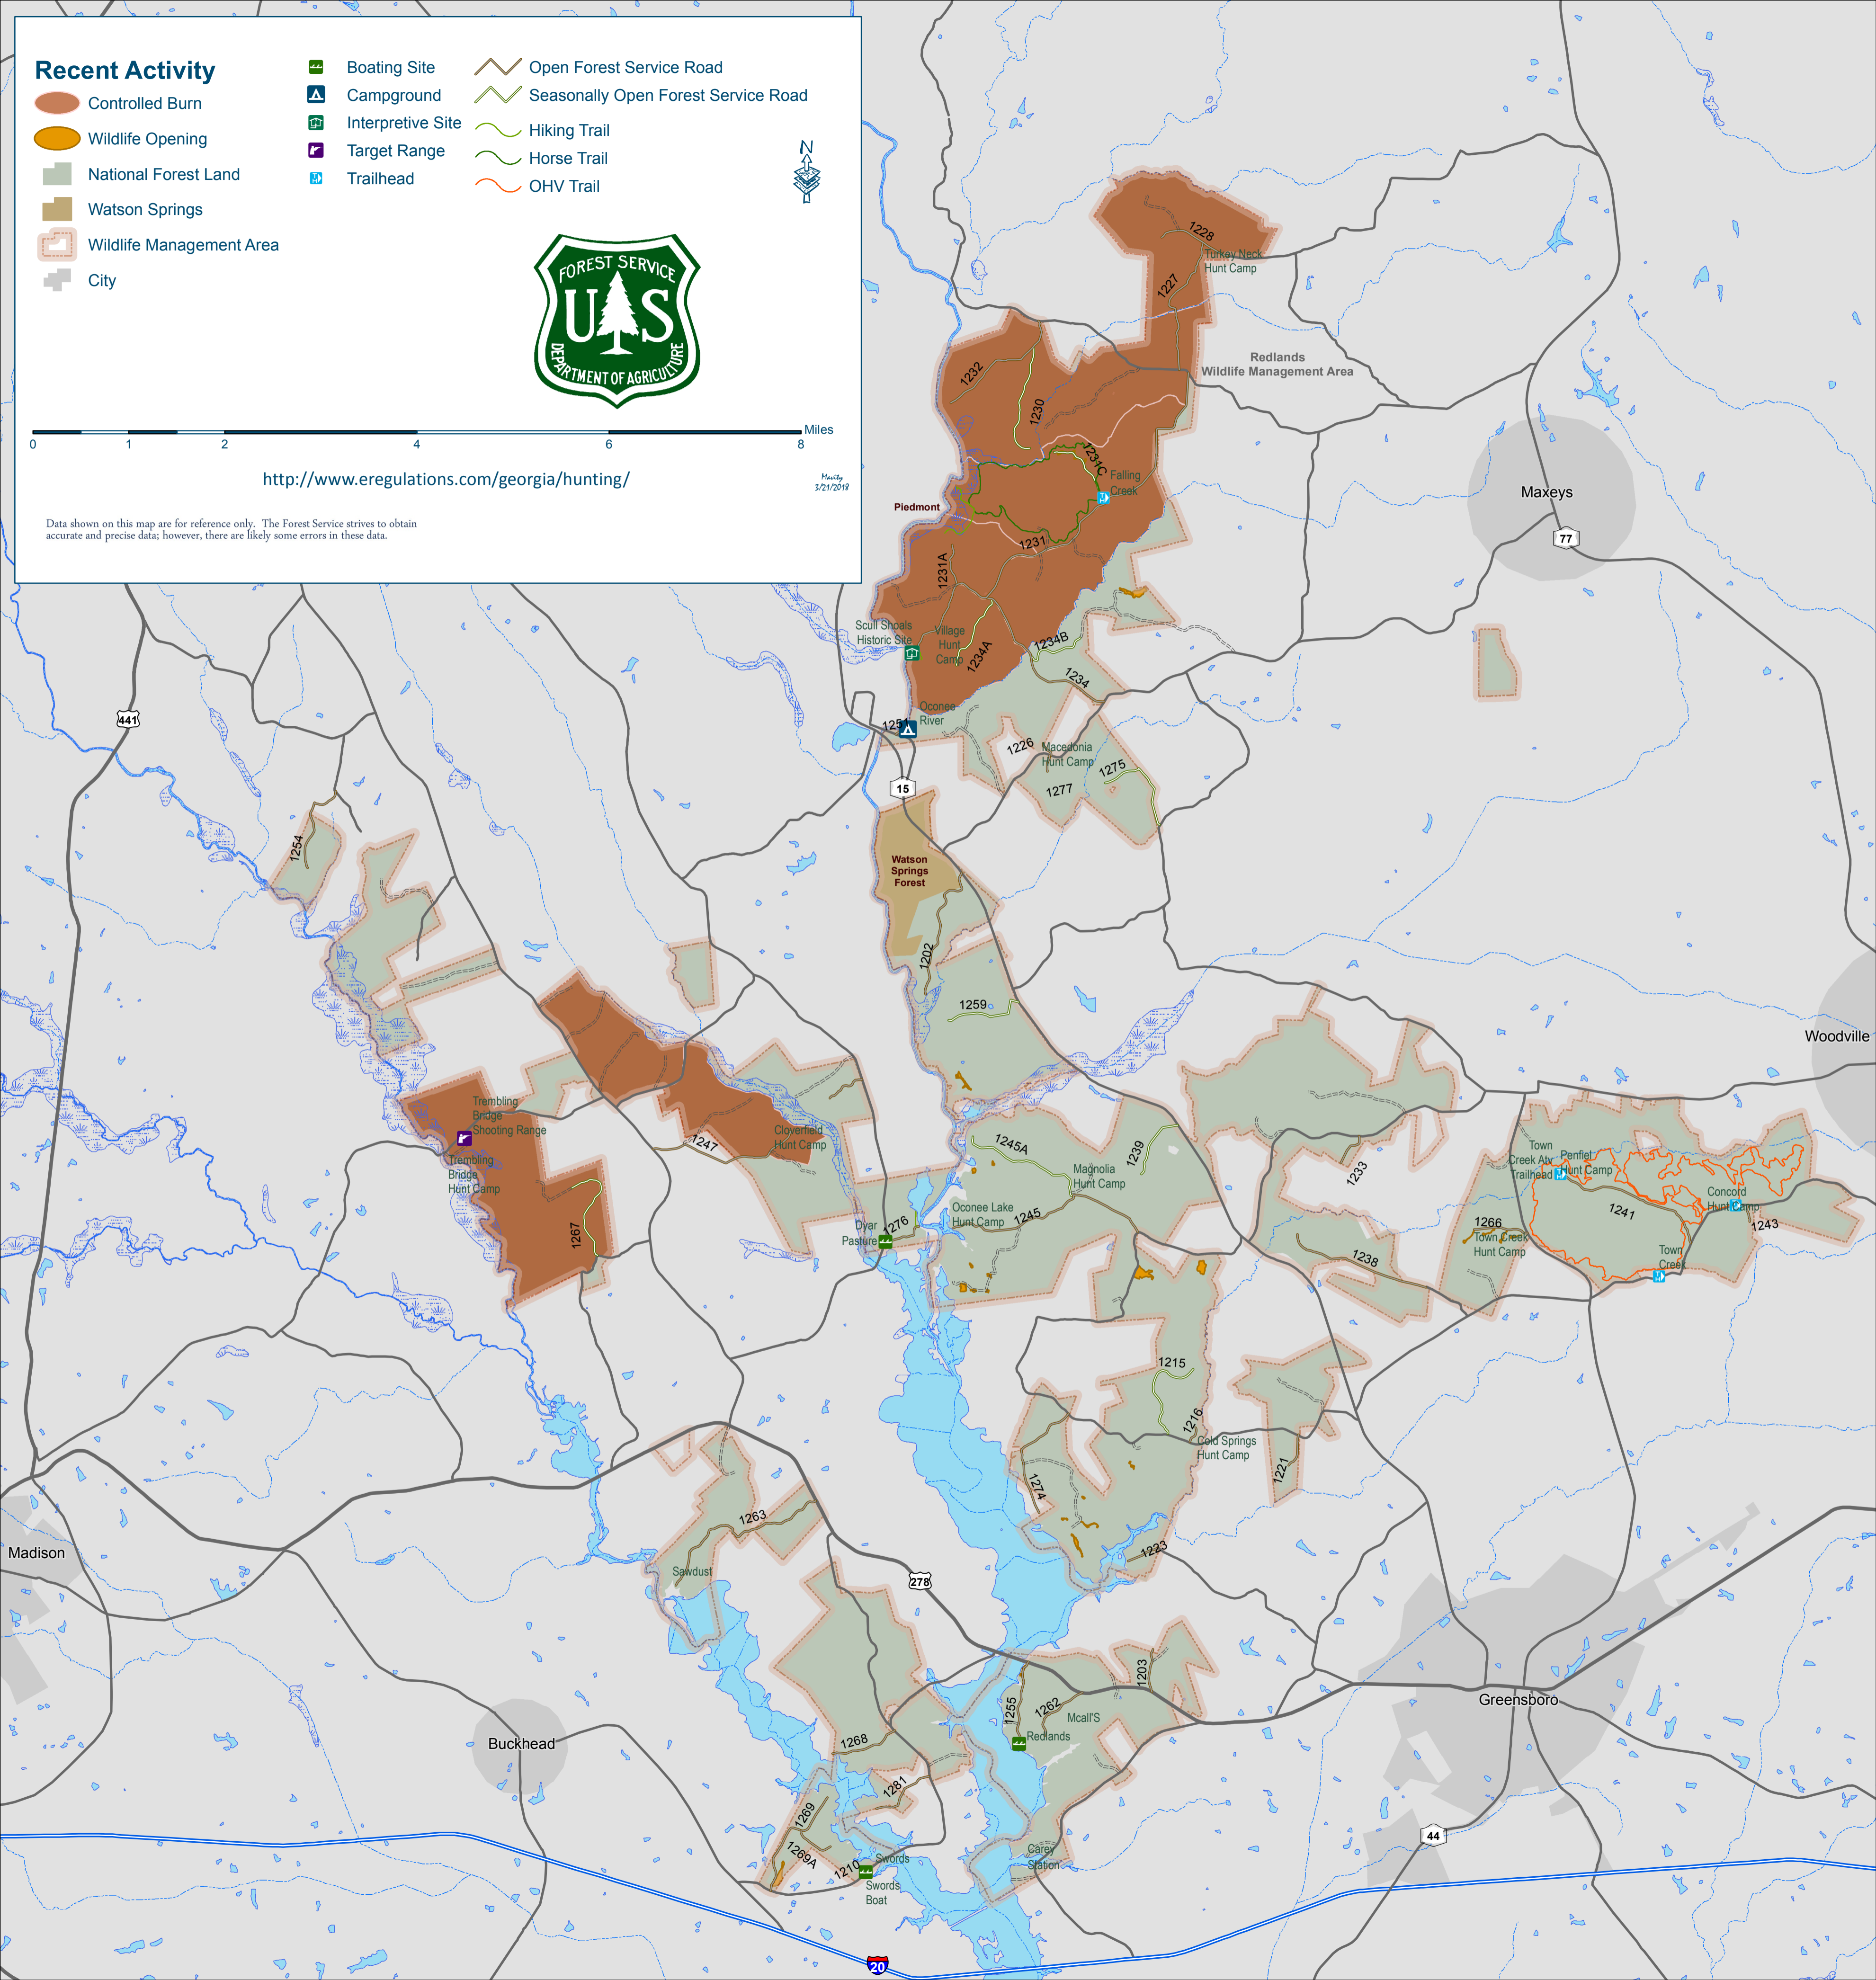 Recent Activity
Controlled Burn
Wildlife Opening
National Forest Land
Watson Springs
Wildlife Management Area
City
Boating Site
Campground
Interpretive Site
Target Range
Trailhead
Open Forest Service Road
Seasonally Open Forest Service Road
Hiking Trail
Horse Trail
OHV Trail
N
FOREST SERVICE
U S
DEPARTMENT OF AGRICULTURE
0 1 2 4 6 8 Miles
http://www.eregulations.com/georgia/hunting/
Mavity
3/21/2018
Data shown on this map are for reference only. The Forest Service strives to obtain
accurate and precise data; however, there are likely some errors in these data.
1228
Turkey Neck
Hunt Camp
1227
Redlands
Wildlife Management Area
1232
1230
1231C
Falling
Creek
Maxeys
77
Piedmont
1231
1231A
Scull Shoals
Historic Site
Village
Hunt
Camp
1234A
1234B
1234
Oconee
River
1251
1226
Macedonia
Hunt Camp
1275
1277
15
441
1254
Watson
Springs
Forest
1202
1259
Woodville
Trembling
Bridge
Shooting Range
Trembling
Bridge
Hunt Camp
1247
Cloverfield
Hunt Camp
1267
1245A
1239
Magnolia
Hunt Camp
1233
Town
Creek Atv
Trailhead
Penfiel
Hunt Camp
Concord
Hunt Camp
1241
1243
1266
Town Creek
Hunt Camp
Town
Creek
1238
Oconee Lake
Hunt Camp
1245
Dyar
Pasture
1276
1215
1216
Cold Springs
Hunt Camp
1221
1274
1223
1263
Sawdust
Madison
278
1203
1255
1262
Mcall'S
Redlands
Greensboro
Buckhead
1268
1281
1269
1269A
1210
Swords
Swords
Boat
Carey
Station
44
20